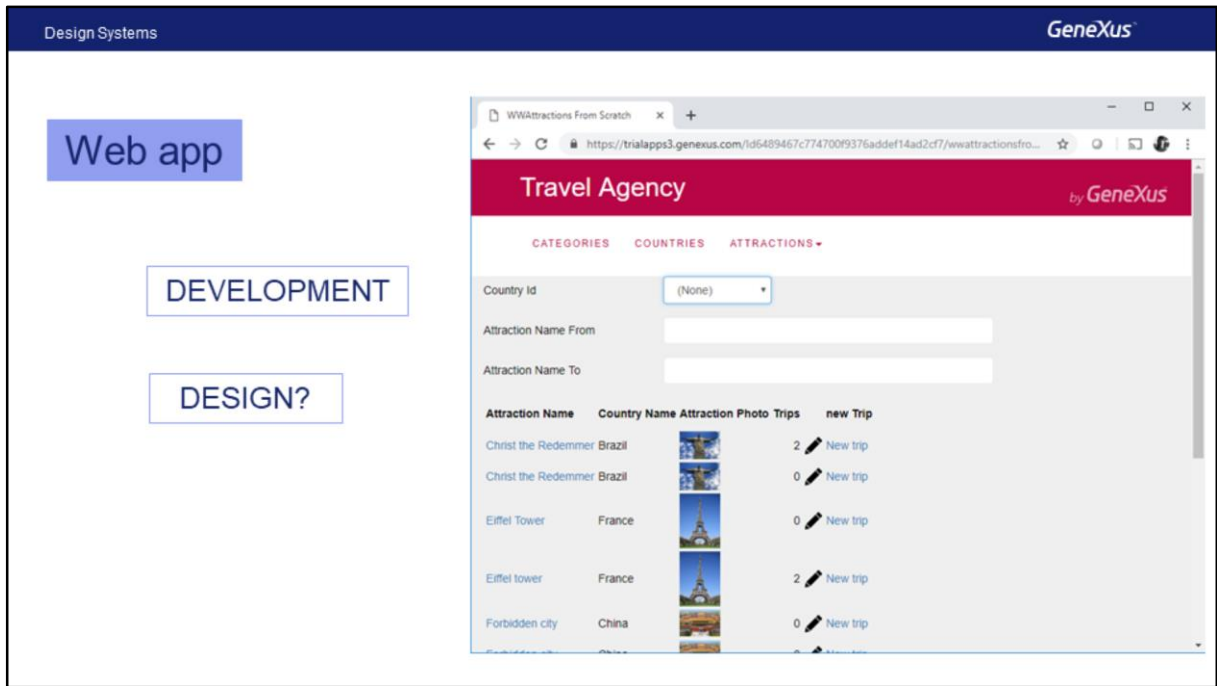 Design Systems
GeneXus
Web app
DEVELOPMENT
DESIGN?
WWAttractions From Scratch
https://trialapps3.genexus.com/Id6489467c774700f9376addef14ad2cf7/wwattractionsfro...
Travel Agency
by GeneXus
CATEGORIES COUNTRIES ATTRACTIONS
Country Id (None)
Attraction Name From
Attraction Name To
Attraction Name Country Name Attraction Photo Trips new Trip
Christ the Redemmer Brazil 2 New trip
Christ the Redemmer Brazil 0 New trip
Eiffel Tower France 0 New trip
Eiffel tower France 2 New trip
Forbidden city China 0 New trip